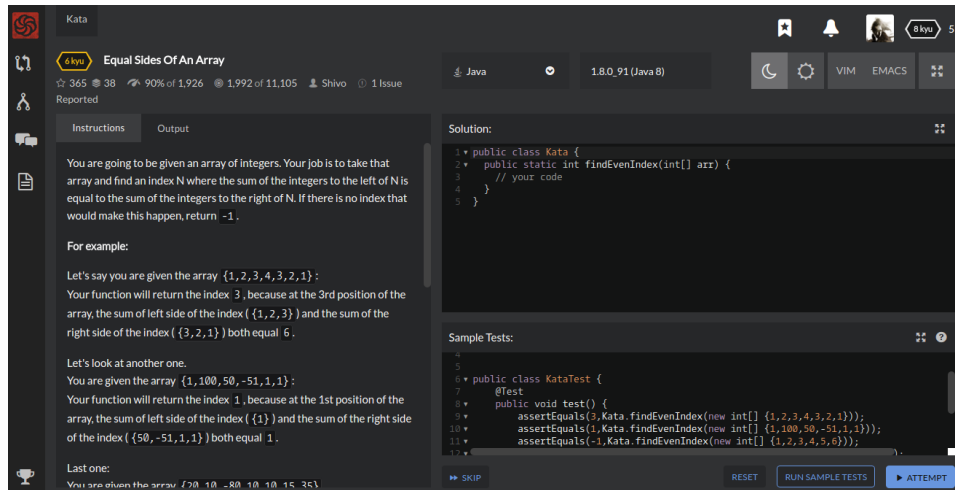 Kata
8 kyu
5
6 kyu
Equal Sides Of An Array
365 38 90% of 1,926 1,992 of 11,105 Shivo 1 Issue
Reported
Java
1.8.0_91 (Java 8)
VIM
EMACS
Instructions
Output
You are going to be given an array of integers. Your job is to take that
array and find an index N where the sum of the integers to the left of N is
equal to the sum of the integers to the right of N. If there is no index that
would make this happen, return -1.
For example:
Let's say you are given the array {1,2,3,4,3,2,1}:
Your function will return the index 3, because at the 3rd position of the
array, the sum of left side of the index ({1,2,3}) and the sum of the
right side of the index ({3,2,1}) both equal 6.
Let's look at another one.
You are given the array {1,100,50,-51,1,1}:
Your function will return the index 1, because at the 1st position of the
array, the sum of left side of the index ({1}) and the sum of the right side
of the index ({50,-51,1,1}) both equal 1.
Last one:
You are given the array {20,10,-80,10,10,15,35}
Solution:
1 public class Kata {
2 public static int findEvenIndex(int[] arr) {
3 // your code
4 }
5 }
Sample Tests:
4
5
6 public class KataTest {
7 @Test
8 public void test() {
9 assertEquals(3,Kata.findEvenIndex(new int[] {1,2,3,4,3,2,1}));
10 assertEquals(1,Kata.findEvenIndex(new int[] {1,100,50,-51,1,1}));
11 assertEquals(-1,Kata.findEvenIndex(new int[] {1,2,3,4,5,6}));
12
SKIP
RESET
RUN SAMPLE TESTS
ATTEMPT